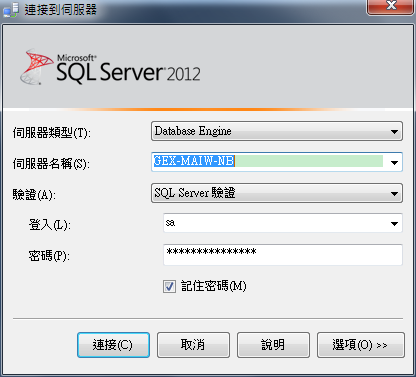 連接到伺服器
Microsoft®
SQL Server® 2012
伺服器類型(T): Database Engine
伺服器名稱(S): GEX-MAIW-NB
驗證(A): SQL Server 驗證
登入(L): sa
密碼(P): ***************
記住密碼(M)
連接(C) 取消 說明 選項(O) >>